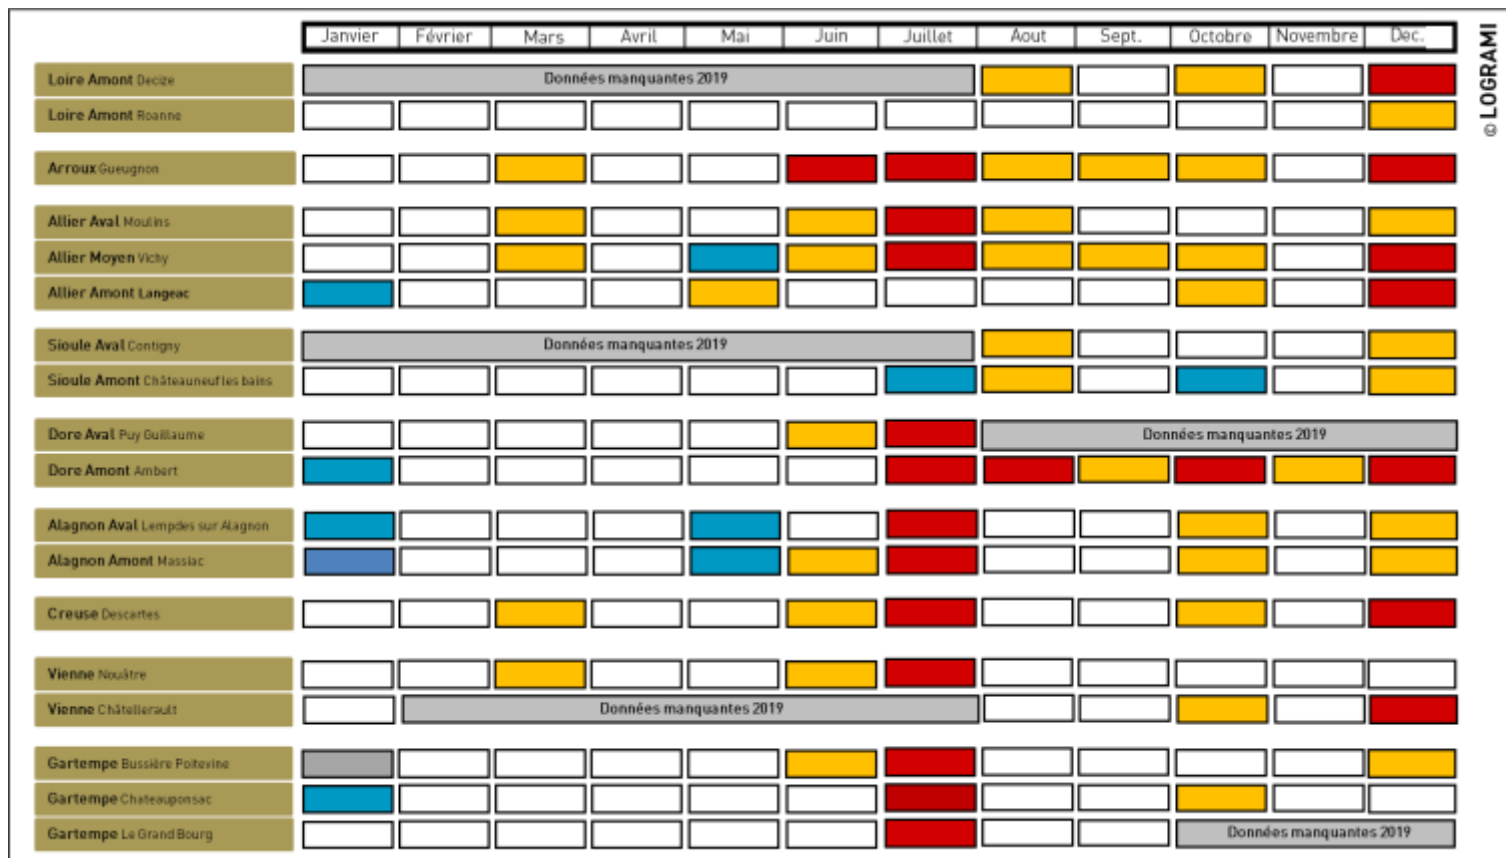 Janvier Février Mars Avril Mai Juin Juillet Aout Sept. Octobre Novembre Dec.
Loire Amont Decize Données manquantes 2019
Loire Amont Roanne
Arroux Gueugnon
Allier Aval Moulins
Allier Moyen Vichy
Allier Amont Langeac
Sioule Aval Contigny Données manquantes 2019
Sioule Amont Châteauneuf les bains
Dore Aval Puy Guillaume Données manquantes 2019
Dore Amont Ambert
Alagnon Aval Lempdes sur Alagnon
Alagnon Amont Massiac
Creuse Descartes
Vienne Nouâtre
Vienne Châtellerault Données manquantes 2019
Gartempe Bussière Poitevine
Gartempe Chateauponsac
Gartempe Le Grand Bourg Données manquantes 2019
© LOGRAMI